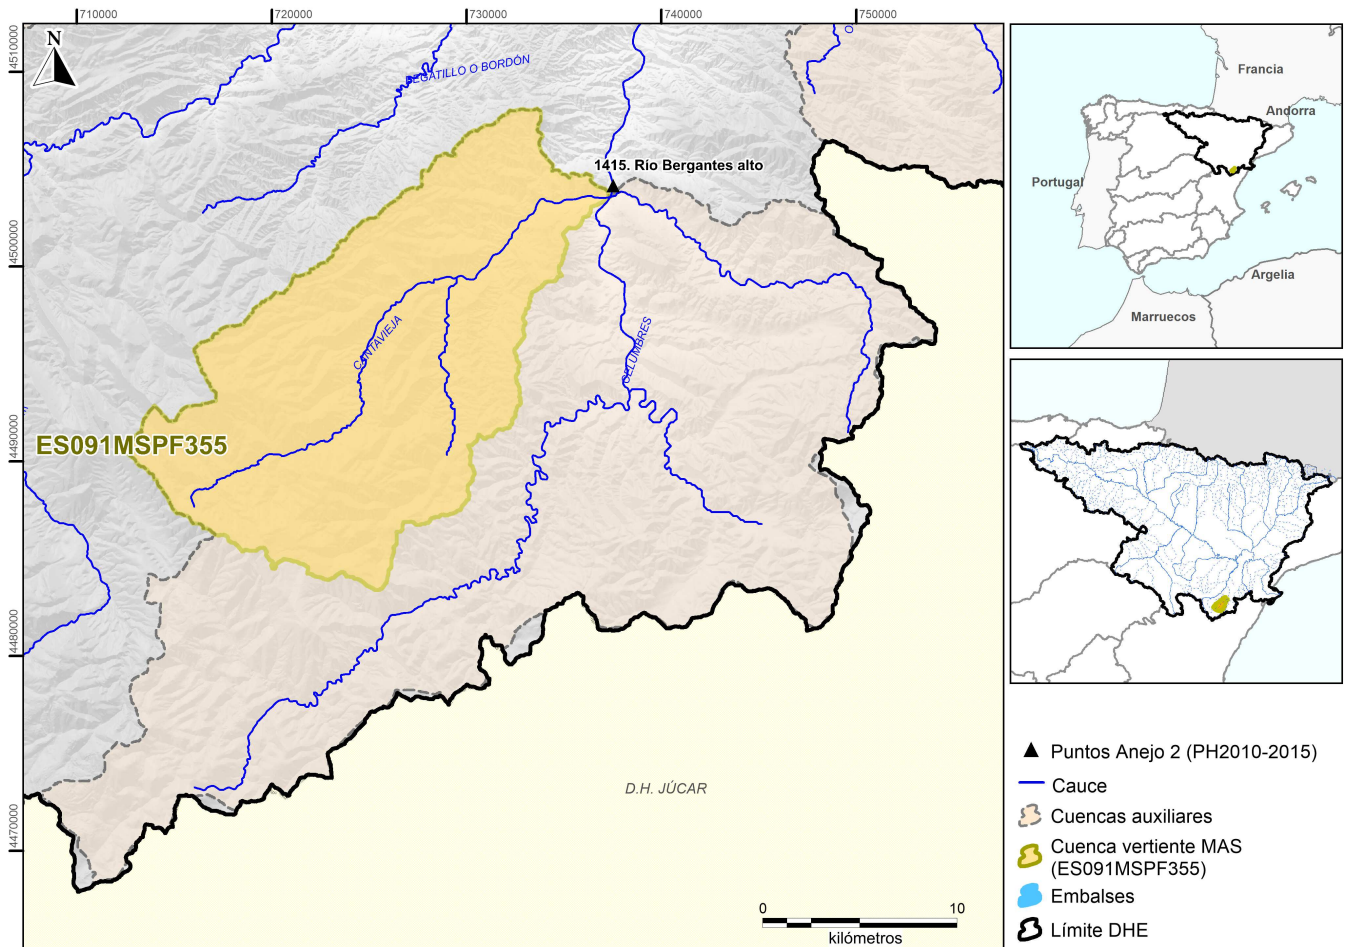 710000
720000
730000
740000
750000
4510000
4500000
4490000
4480000
4470000
N
BEGATILLO O BORDÓN
O
1415. Río Bergantes alto
CANTAVIEJA
CELUMBRES
ES091MSPF355
D.H. JÚCAR
0
10
kilómetros
Francia
Andorra
Portugal
Argelia
Marruecos
Puntos Anejo 2 (PH2010-2015)
Cauce
Cuencas auxiliares
Cuenca vertiente MAS
(ES091MSPF355)
Embalses
Límite DHE